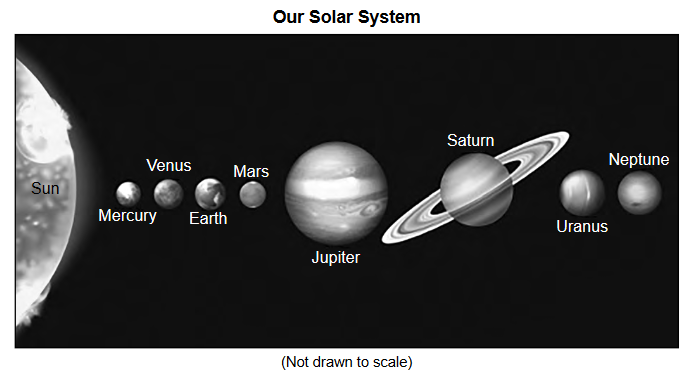 Our Solar System
Sun
Mercury
Venus
Earth
Mars
Jupiter
Saturn
Uranus
Neptune
(Not drawn to scale)